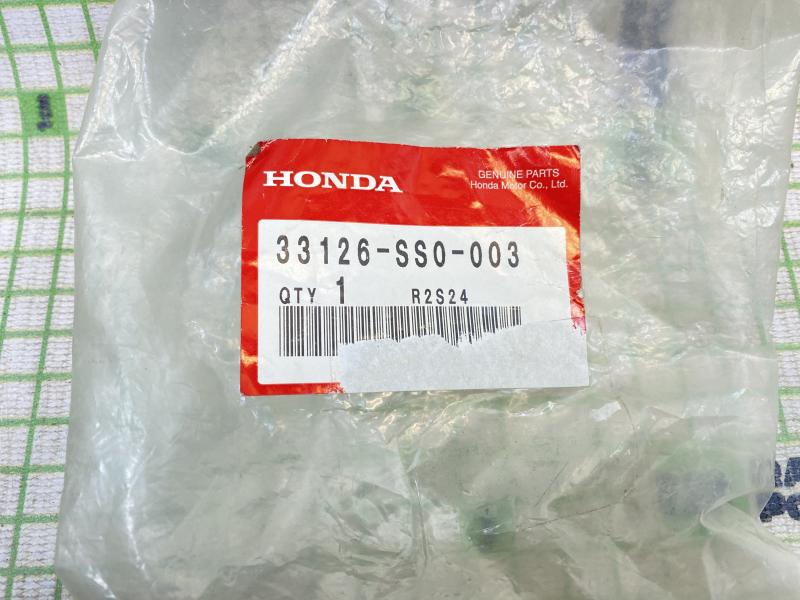 HONDA
GENUINE PARTS
Honda Motor Co., Ltd.
33126-SS0-003
QTY 1 R2S24